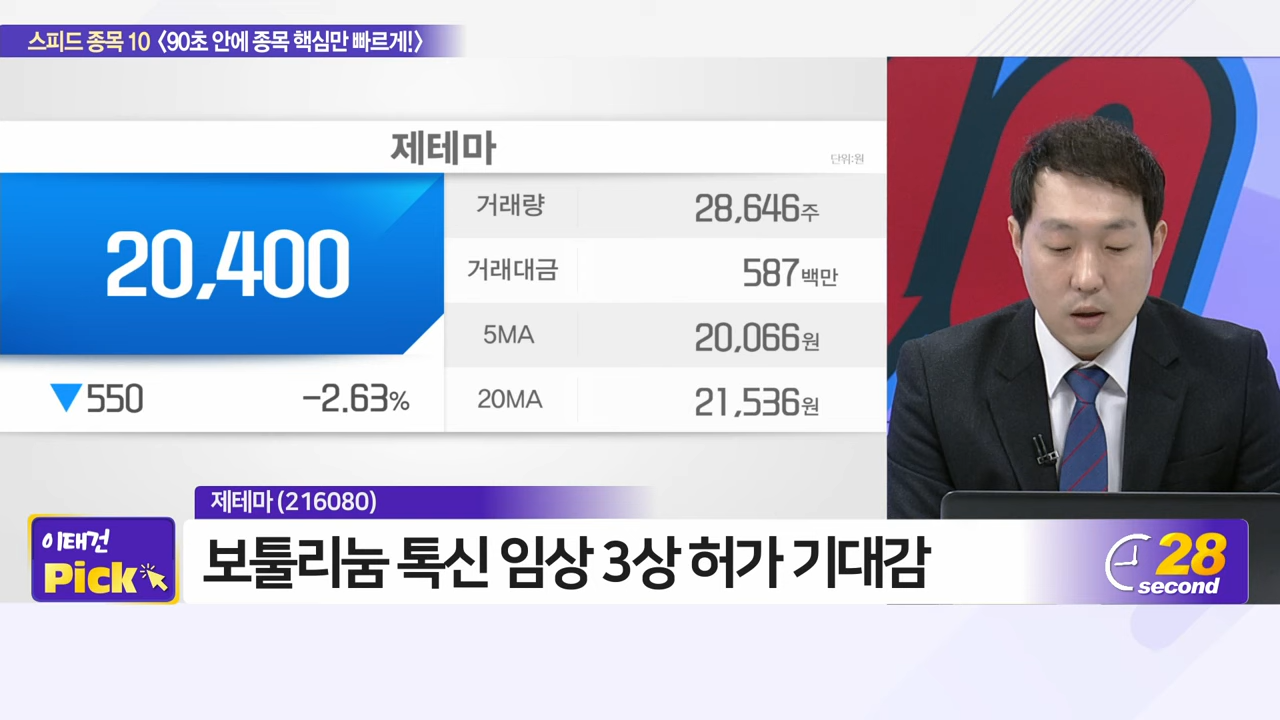 스피드 종목 10 <90초 안에 종목 핵심만 빠르게!>
제테마
단위:원
20,400
▼550 -2.63%
거래량 28,646주
거래대금 587백만
5MA 20,066원
20MA 21,536원
제테마 (216080)
이태건
Pick
보툴리눔 톡신 임상 3상 허가 기대감
28
second